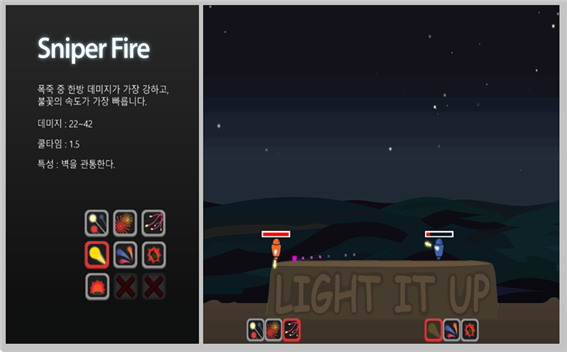 Sniper Fire
폭죽 중 한방 데미지가 가장 강하고,
불꽃의 속도가 가장 빠릅니다.
데미지 : 22~42
쿨타임 : 1.5
특성 : 벽을 관통한다.
LIGHT IT UP